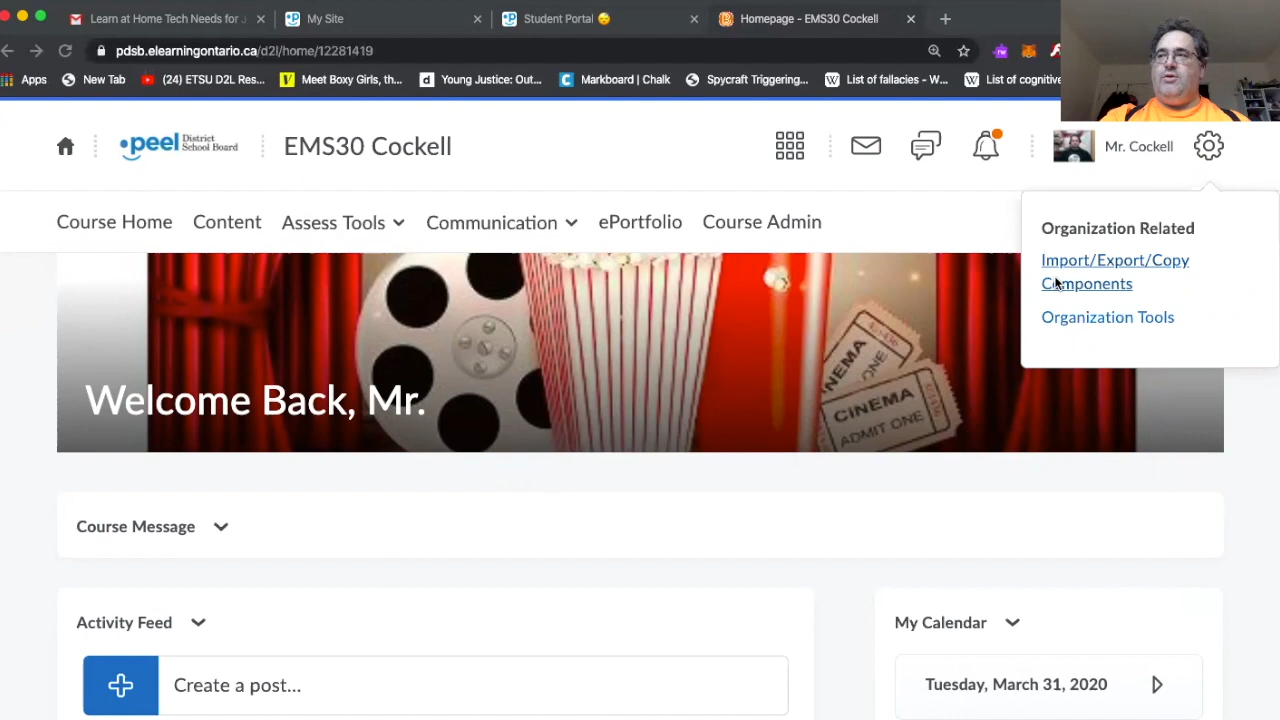 Learn at Home Tech Needs for J
My Site
Student Portal 😴
Homepage - EMS30 Cockell
pdsb.elearningontario.ca/d2l/home/12281419
Apps
New Tab
(24) ETSU D2L Res...
Meet Boxy Girls, th...
Young Justice: Out...
Markboard | Chalk
Spycraft Triggering...
List of fallacies - W...
List of cognitiv
peel District
School Board
EMS30 Cockell
Mr. Cockell
Course Home
Content
Assess Tools
Communication
ePortfolio
Course Admin
Organization Related
Import/Export/Copy
Components
Organization Tools
CINEMA
ADMIT ONE
CINEMA
ADMIT ONE
Welcome Back, Mr.
Course Message
Activity Feed
My Calendar
Create a post...
Tuesday, March 31, 2020